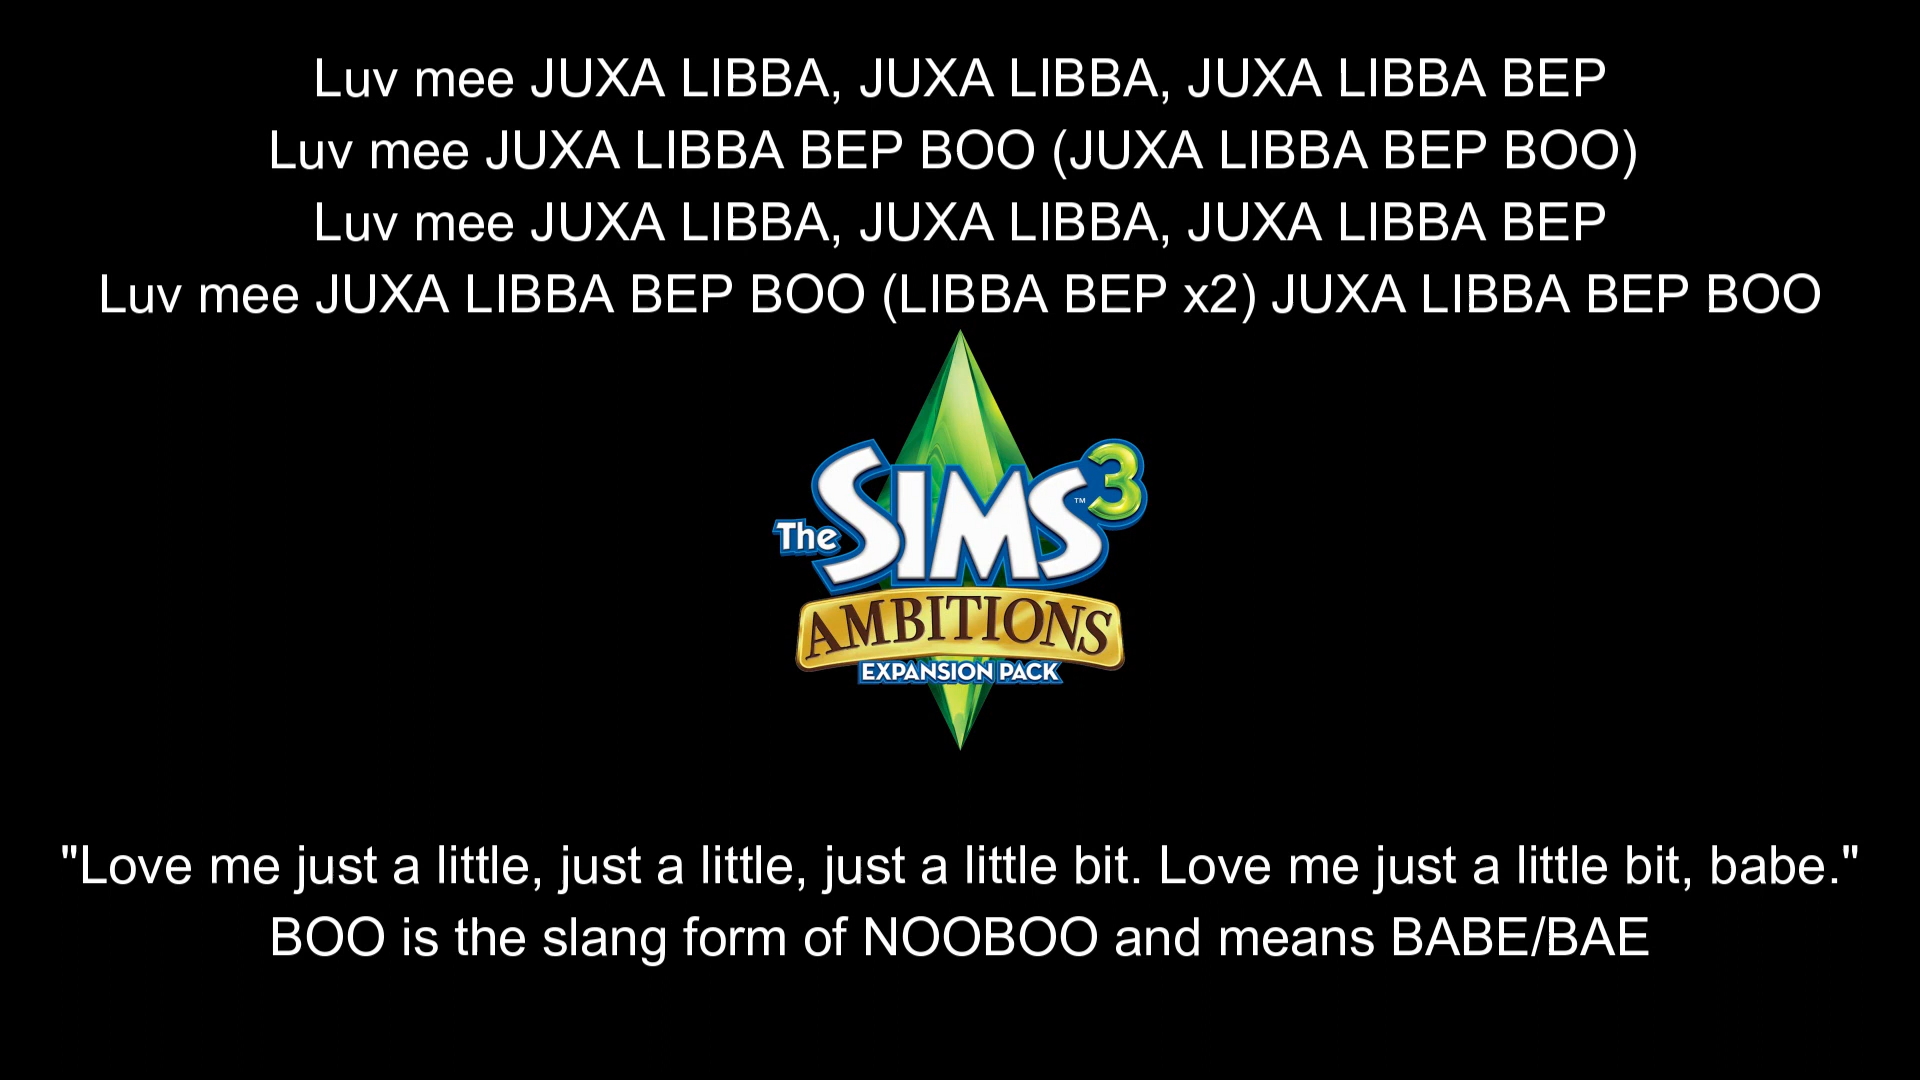 Luv mee JUXA LIBBA, JUXA LIBBA, JUXA LIBBA BEP
Luv mee JUXA LIBBA BEP BOO (JUXA LIBBA BEP BOO)
Luv mee JUXA LIBBA, JUXA LIBBA, JUXA LIBBA BEP
Luv mee JUXA LIBBA BEP BOO (LIBBA BEP x2) JUXA LIBBA BEP BOO
The SIMS 3 ™
AMBITIONS
EXPANSION PACK
"Love me just a little, just a little, just a little bit. Love me just a little bit, babe."
BOO is the slang form of NOOBOO and means BABE/BAE